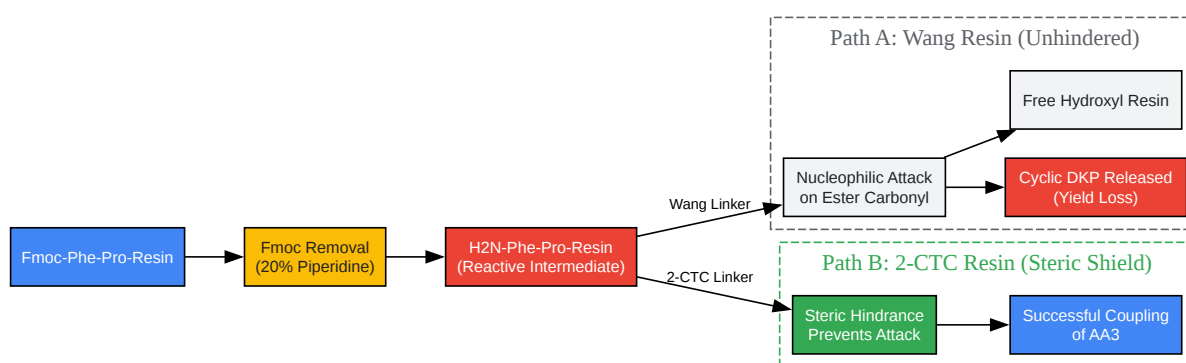 Path A: Wang Resin (Unhindered)
Free Hydroxyl Resin
Nucleophilic Attack
on Ester Carbonyl
Cyclic DKP Released
(Yield Loss)
Wang Linker
Fmoc-Phe-Pro-Resin
Fmoc Removal
(20% Piperidine)
H2N-Phe-Pro-Resin
(Reactive Intermediate)
2-CTC Linker
Path B: 2-CTC Resin (Steric Shield)
Steric Hindrance
Prevents Attack
Successful Coupling
of AA3